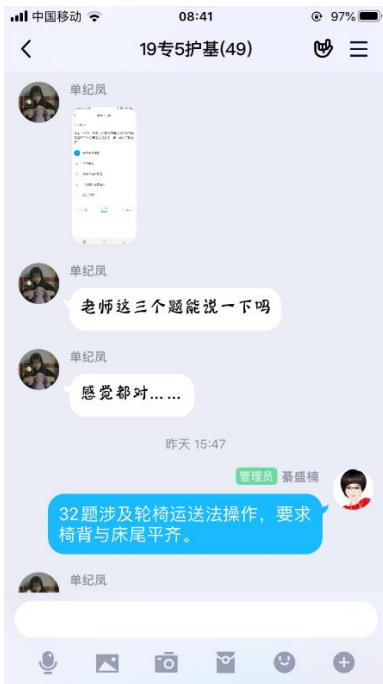 中国移动 08:41 97%
19专5护基(49)
单纪凤
单纪凤
老师这三个题能说一下吗
单纪凤
感觉都对……
昨天 15:47
管理员 綦盛楠
32题涉及轮椅运送法操作，要求
椅背与床尾平齐。
单纪凤